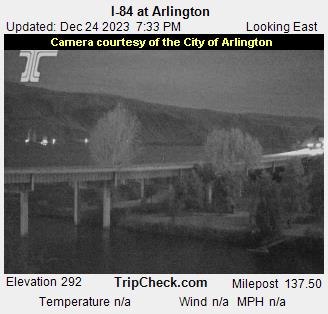 I-84 at Arlington
Updated: Dec 24 2023 7:33 PM Looking East
Camera courtesy of the City of Arlington
Elevation 292 TripCheck.com Milepost 137.50
Temperature n/a Wind n/a MPH n/a